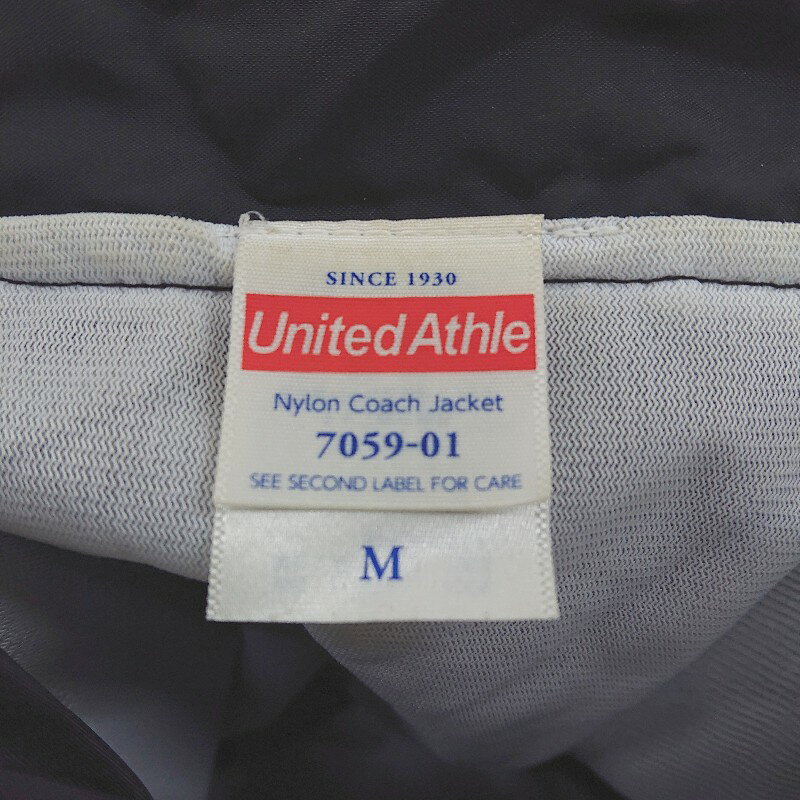 SINCE 1930
United Athle
Nylon Coach Jacket
7059-01
SEE SECOND LABEL FOR CARE
M